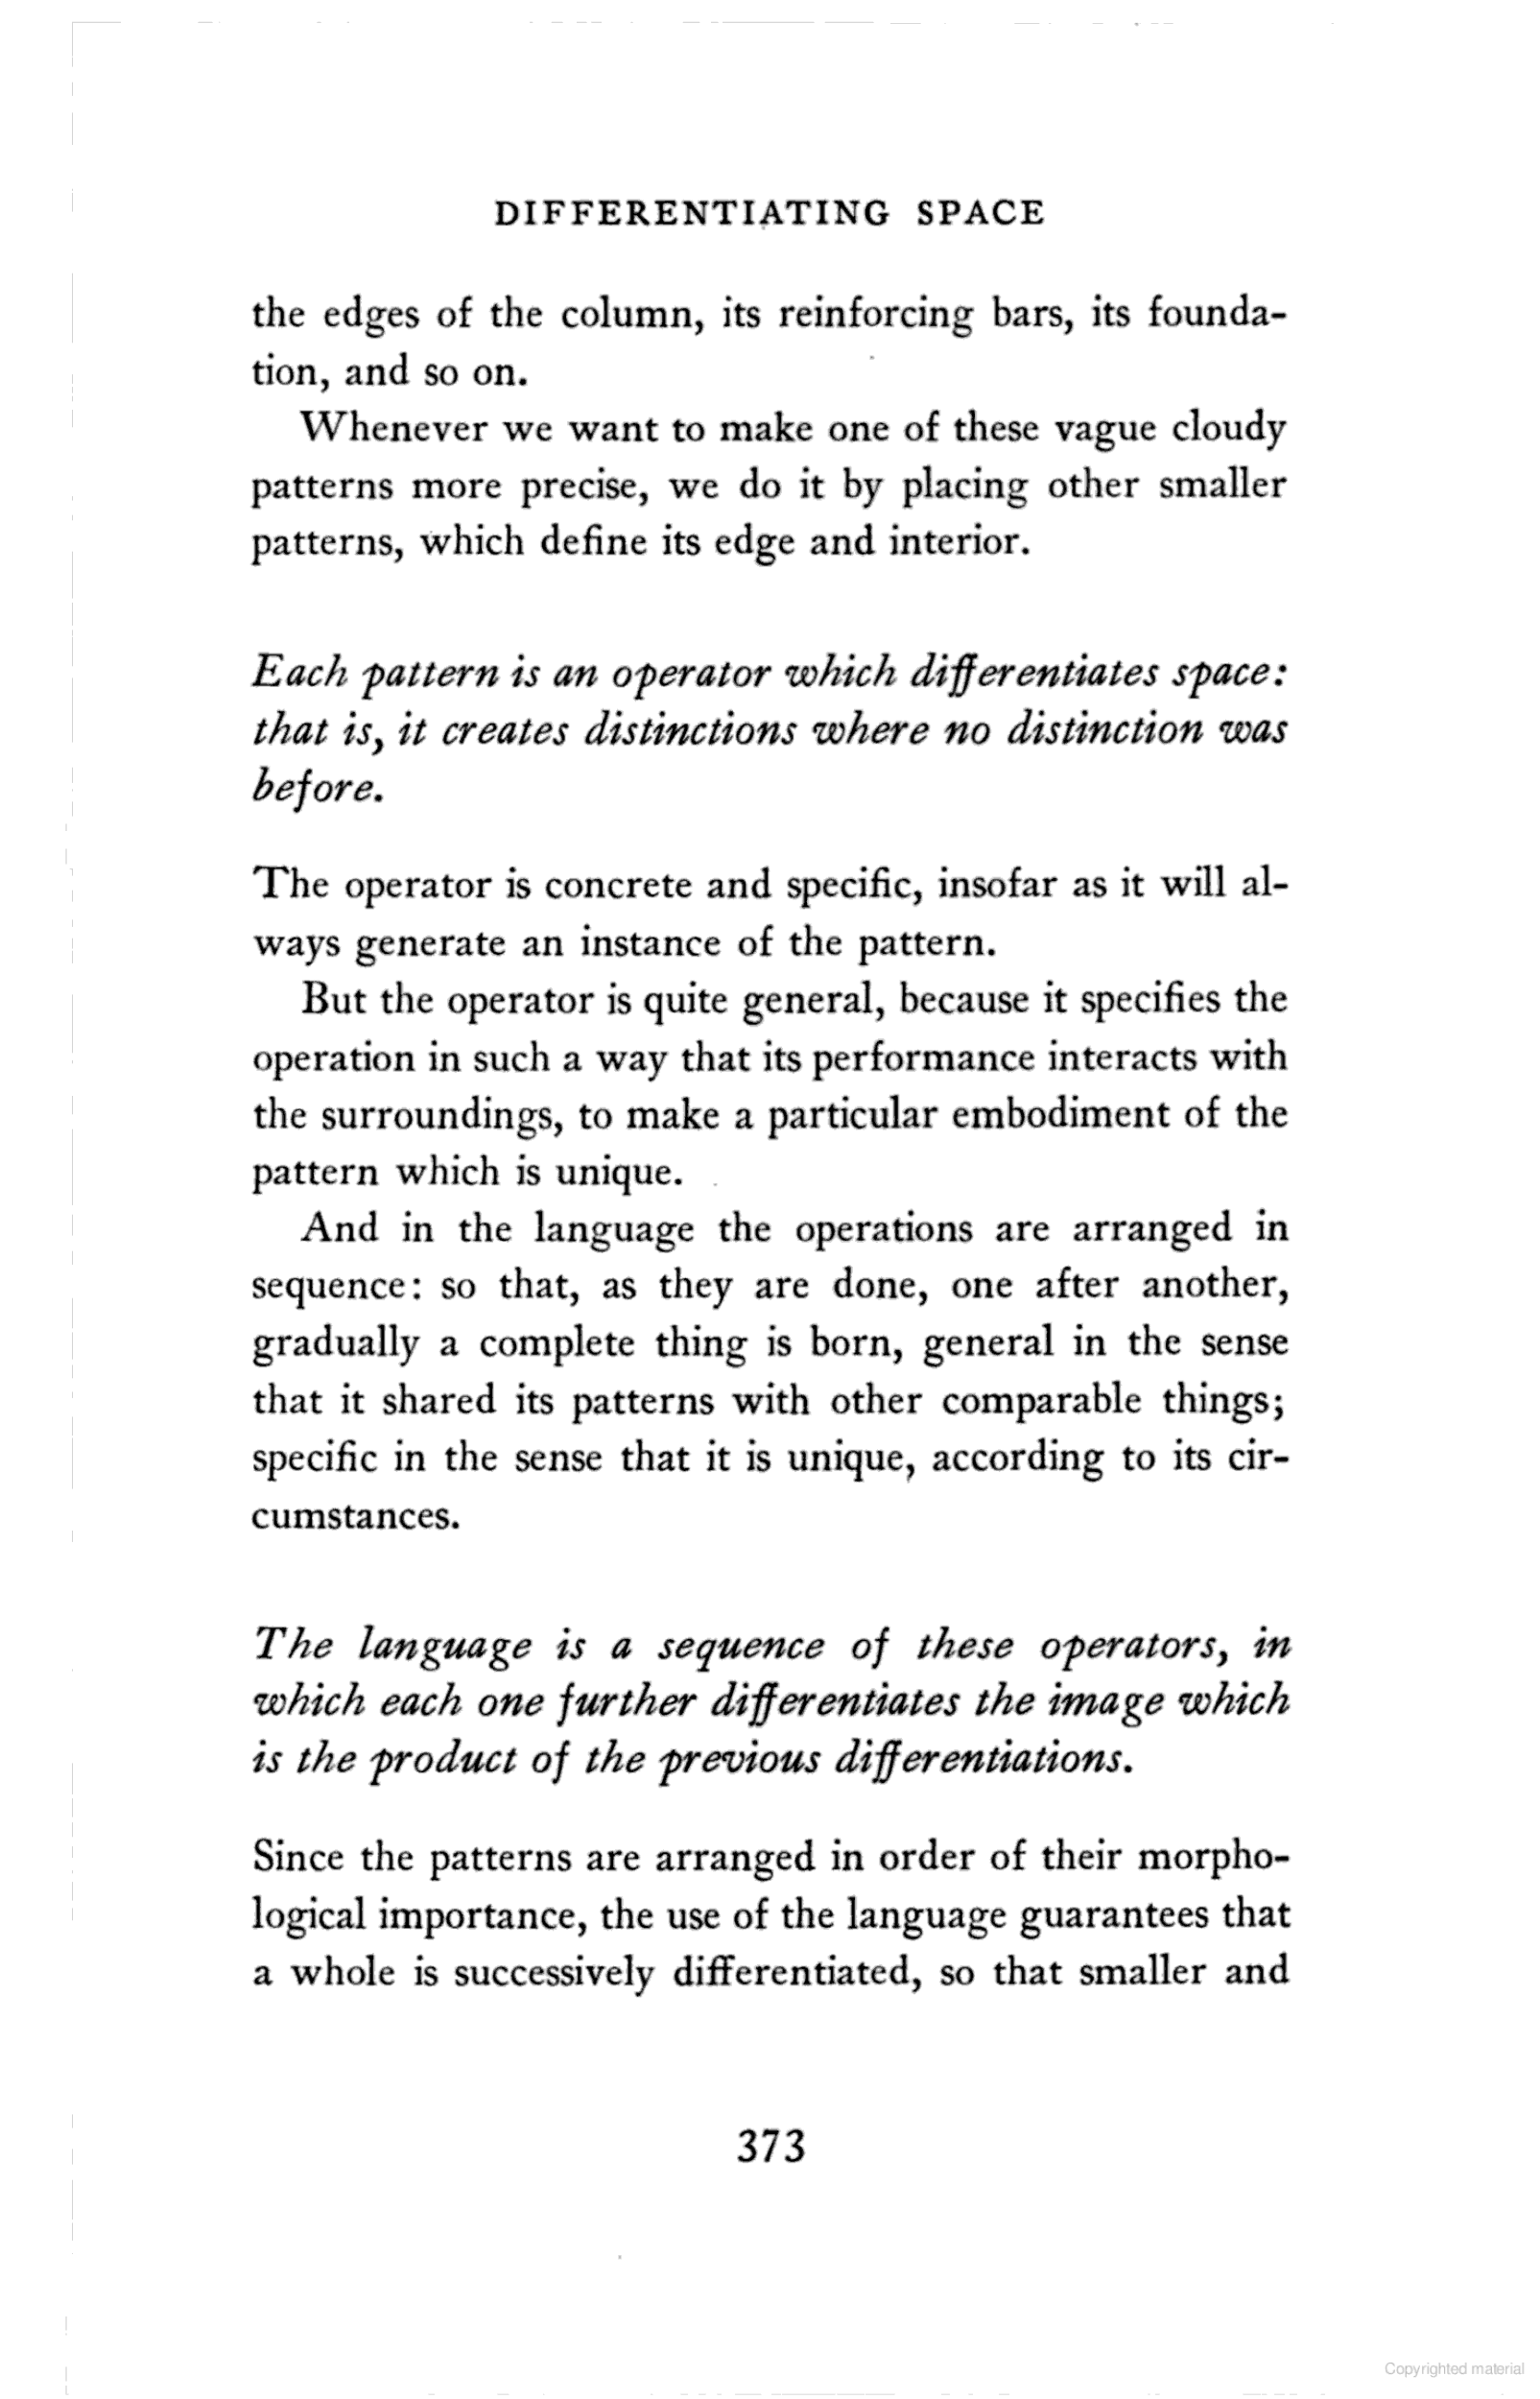 DIFFERENTIATING SPACE
the edges of the column, its reinforcing bars, its founda-
tion, and so on.
Whenever we want to make one of these vague cloudy
patterns more precise, we do it by placing other smaller
patterns, which define its edge and interior.
Each pattern is an operator which differentiates space:
that is, it creates distinctions where no distinction was
before.
The operator is concrete and specific, insofar as it will al-
ways generate an instance of the pattern.
But the operator is quite general, because it specifies the
operation in such a way that its performance interacts with
the surroundings, to make a particular embodiment of the
pattern which is unique.
And in the language the operations are arranged in
sequence: so that, as they are done, one after another,
gradually a complete thing is born, general in the sense
that it shared its patterns with other comparable things;
specific in the sense that it is unique, according to its cir-
cumstances.
The language is a sequence of these operators, in
which each one further differentiates the image which
is the product of the previous differentiations.
Since the patterns are arranged in order of their morpho-
logical importance, the use of the language guarantees that
a whole is successively differentiated, so that smaller and
373
Copyrighted material